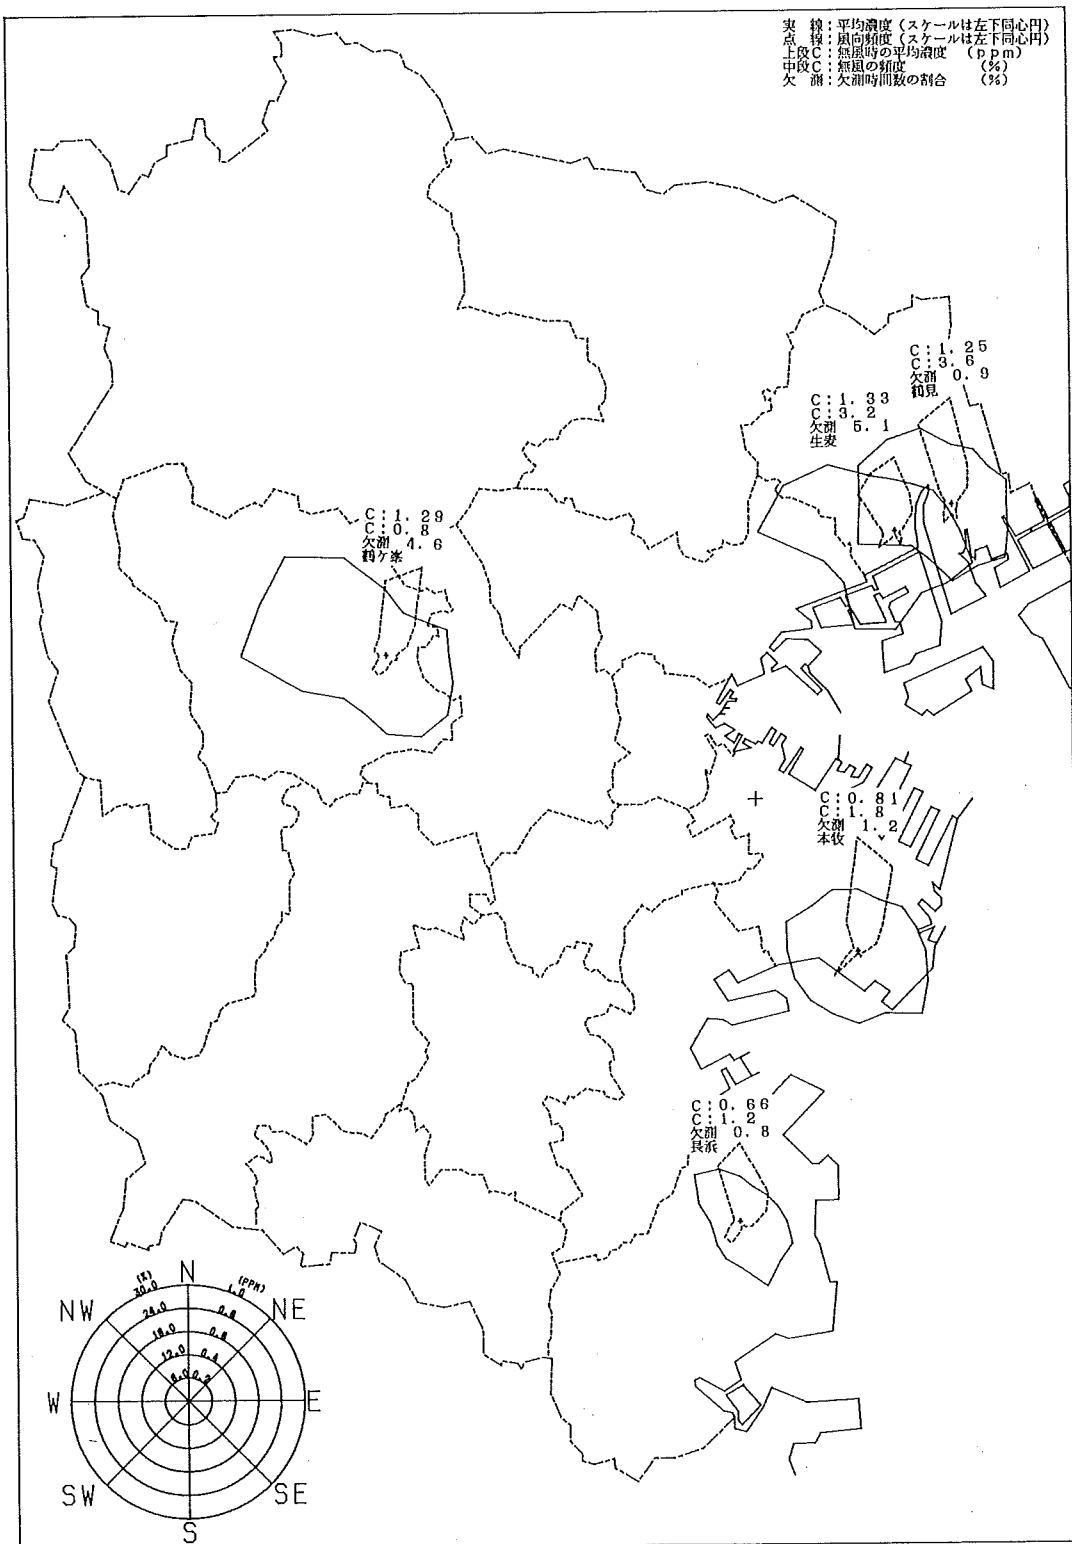 実　線：平均濃度（スケールは左下同心円）
点　線：風向頻度（スケールは左下同心円）
上段C：無風時の平均濃度　（ppm）
中段C：無風の頻度　（%）
欠　測：欠測時間数の割合　（%）
C：1．25
C：3．6
欠測　0．9
鶴見
C：1．33
C：3．2
欠測　5．1
生麦
C：1．29
C：0．8
欠測　4．6
鶴ケ峯
C：0．81
C：1．8
欠測　1．2
本牧
C：0．66
C：1．2
欠測　0．8
(%)
30.0
(PPM)
1.0
N
NW
NE
24.0
18.0
12.0
0.4
6.0
0.2
W
E
SW
SE
S